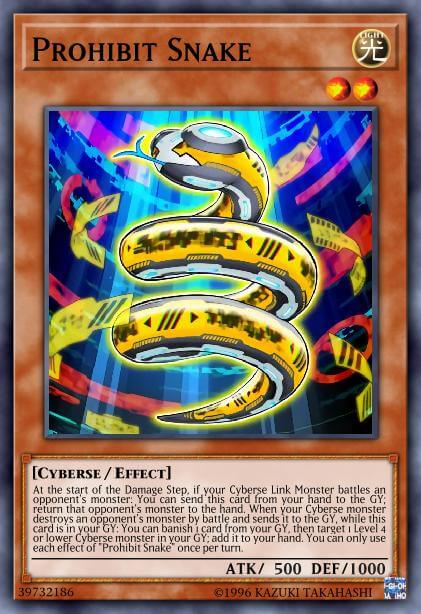 PROHIBIT SNAKE
LIGHT
光
[CYBERSE / EFFECT]
At the start of the Damage Step, if your Cyberse Link Monster battles an
opponent's monster: You can send this card from your hand to the GY;
return that opponent's monster to the hand. When your Cyberse monster
destroys an opponent's monster by battle and sends it to the GY, while this
card is in your GY: You can banish 1 card from your GY, then target 1 Level 4
or lower Cyberse monster in your GY; add it to your hand. You can only use
each effect of "Prohibit Snake" once per turn.
ATK/ 500 DEF/1000
39732186
©1996 KAZUKI TAKAHASHI